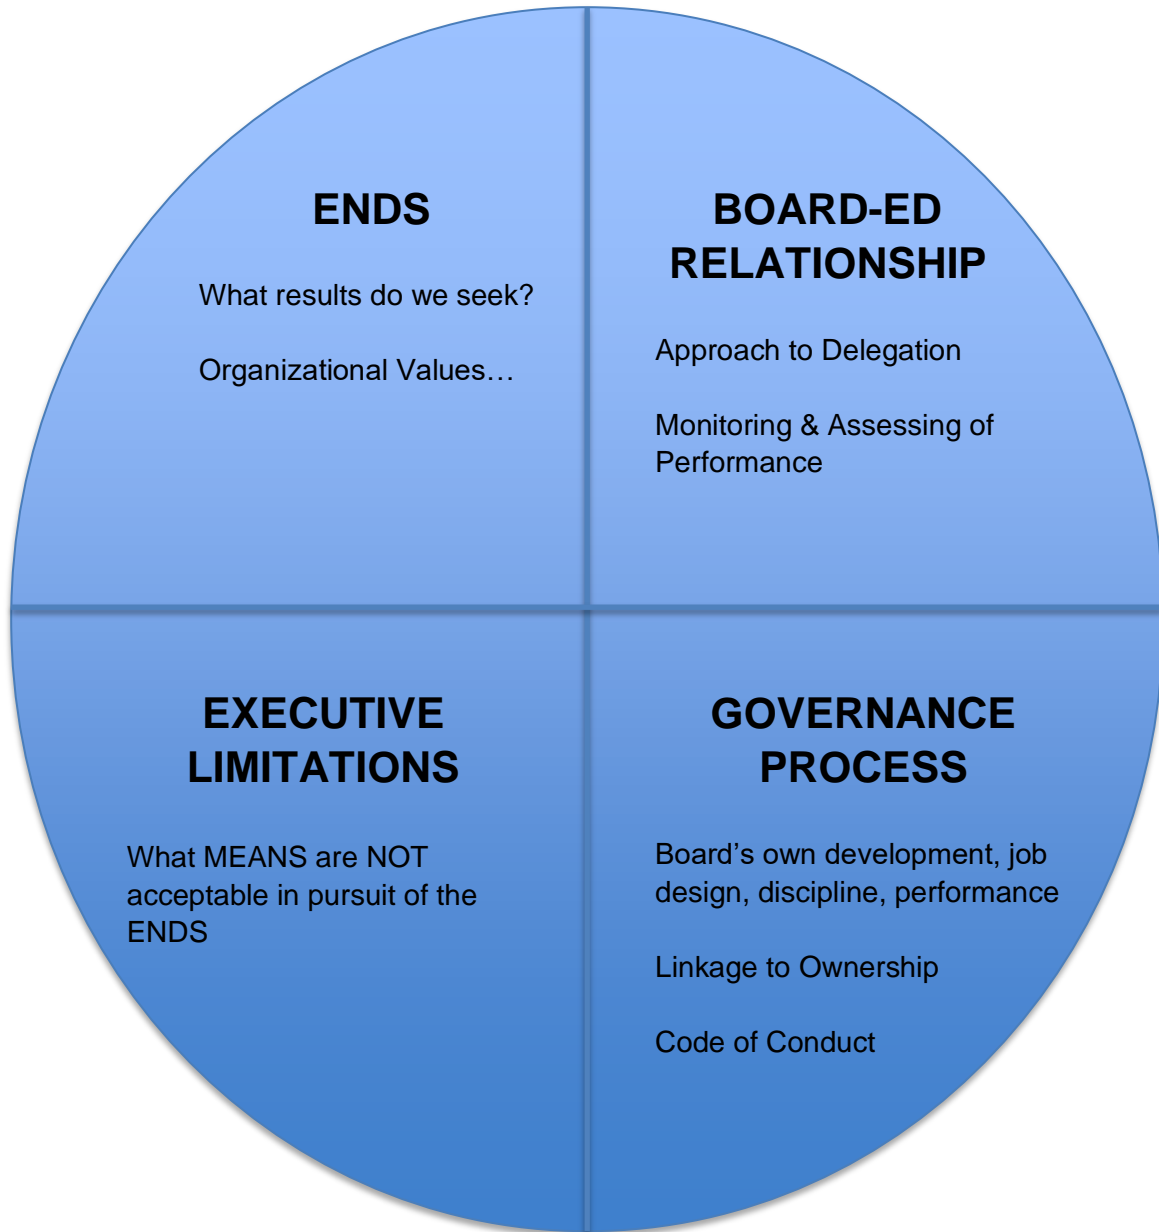 ENDS
What results do we seek?
Organizational Values…
BOARD-ED
RELATIONSHIP
Approach to Delegation
Monitoring & Assessing of
Performance
EXECUTIVE
LIMITATIONS
What MEANS are NOT
acceptable in pursuit of the
ENDS
GOVERNANCE
PROCESS
Board’s own development, job
design, discipline, performance
Linkage to Ownership
Code of Conduct